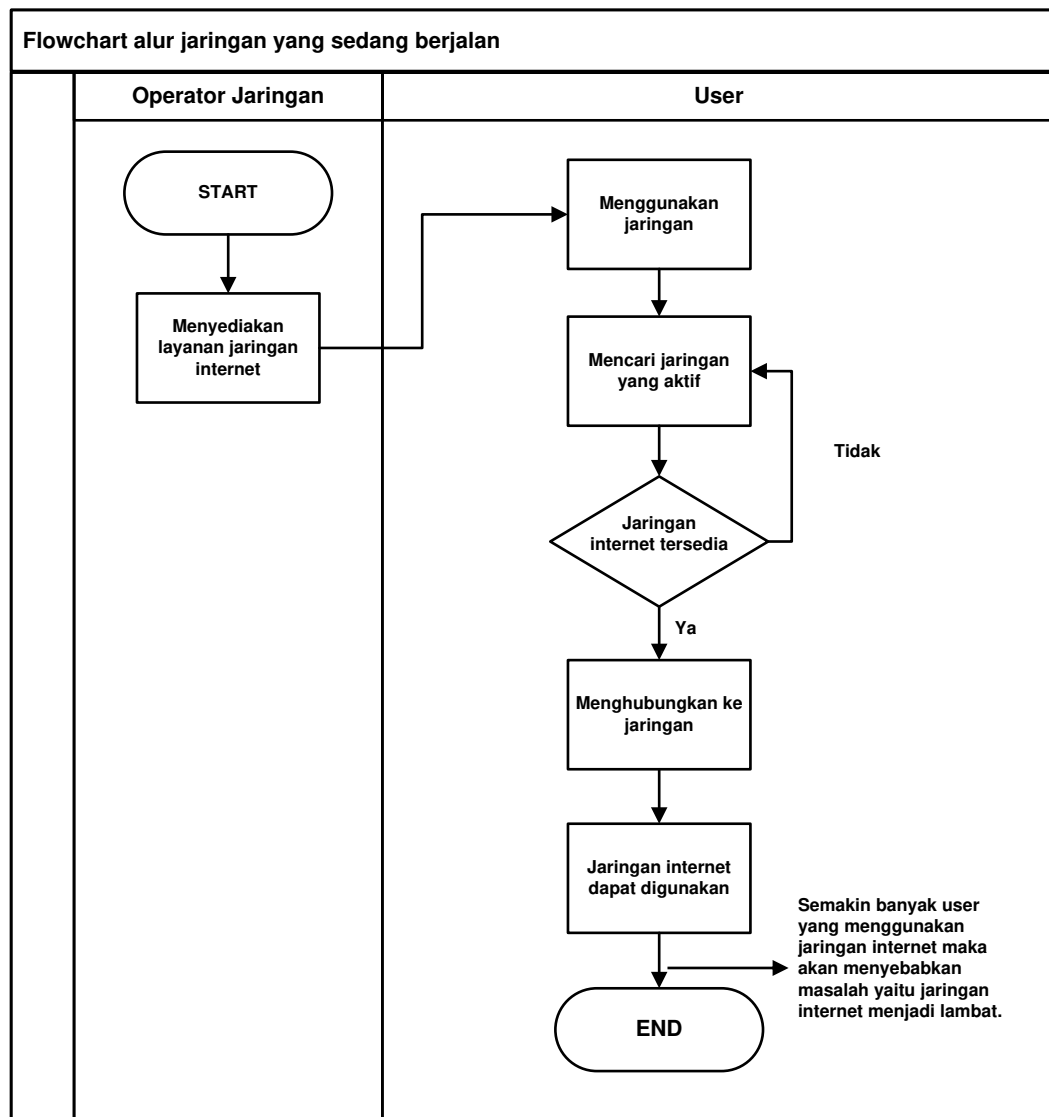 Flowchart alur jaringan yang sedang berjalan
Operator Jaringan
User
START
Menyediakan
layanan jaringan
internet
Menggunakan
jaringan
Mencari jaringan
yang aktif
Tidak
Jaringan
internet tersedia
Ya
Menghubungkan ke
jaringan
Jaringan internet
dapat digunakan
Semakin banyak user
yang menggunakan
jaringan internet maka
akan menyebabkan
masalah yaitu jaringan
internet menjadi lambat.
END